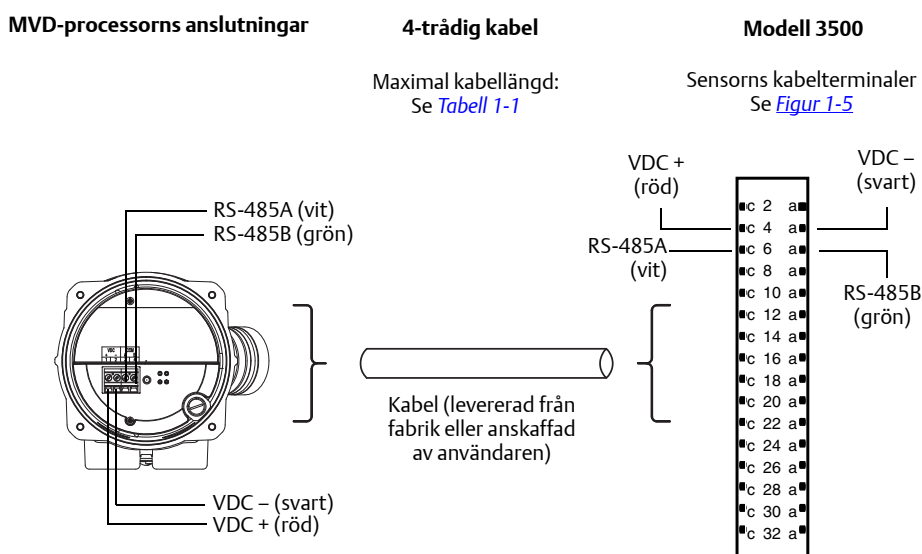 MVD-processorns anslutningar
4-trådig kabel
Modell 3500
Maximal kabellängd:
Se Tabell 1-1
Sensorns kabelterminaler
Se Figur 1-5
VDC +
(röd)
VDC –
(svart)
RS-485A (vit)
RS-485B (grön)
RS-485A
(vit)
RS-485B
(grön)
c 2 a
c 4 a
c 6 a
c 8 a
c 10 a
c 12 a
c 14 a
c 16 a
c 18 a
c 20 a
c 22 a
c 24 a
c 26 a
c 28 a
c 30 a
c 32 a
Kabel (levererad från
fabrik eller anskaffad
av användaren)
VDC – (svart)
VDC + (röd)